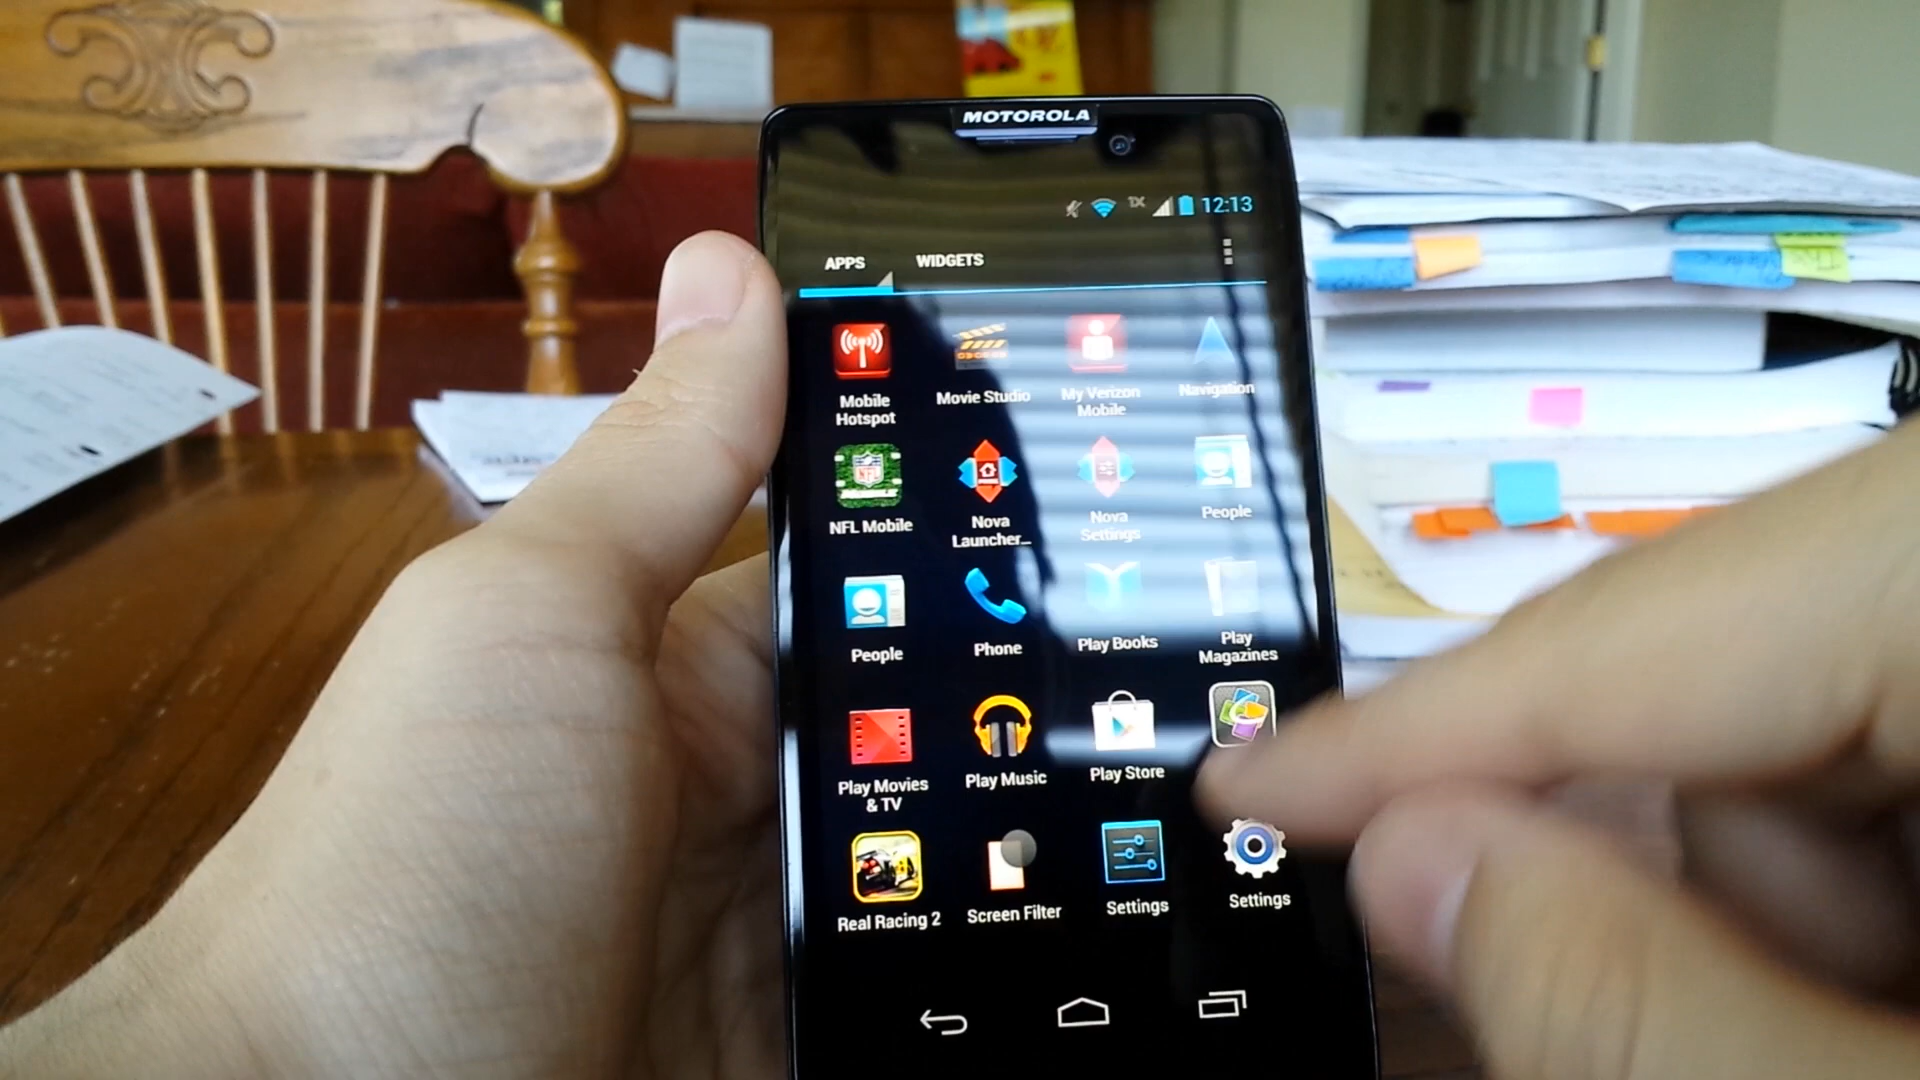 MOTOROLA
1X 12:13
APPS WIDGETS
Mobile
Hotspot
Movie Studio
My Verizon
Mobile
Navigation
NFL Mobile
Nova
Launcher...
Nova
Settings
People
People
Phone
Play Books
Play
Magazines
Play Movies
& TV
Play Music
Play Store
Real Racing 2
Screen Filter
Settings
Settings